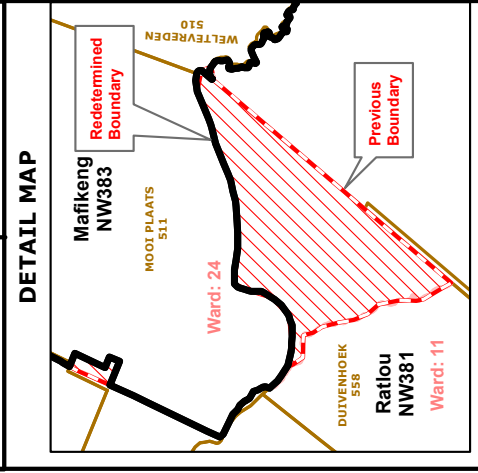 DETAIL MAP
Mafikeng
NW383
Redetermined
Boundary
WELTEVREDEN
510
MOOI PLAATS
511
Ward: 24
Previous
Boundary
DUIVENHOEK
558
Ratlou
NW381
Ward: 11